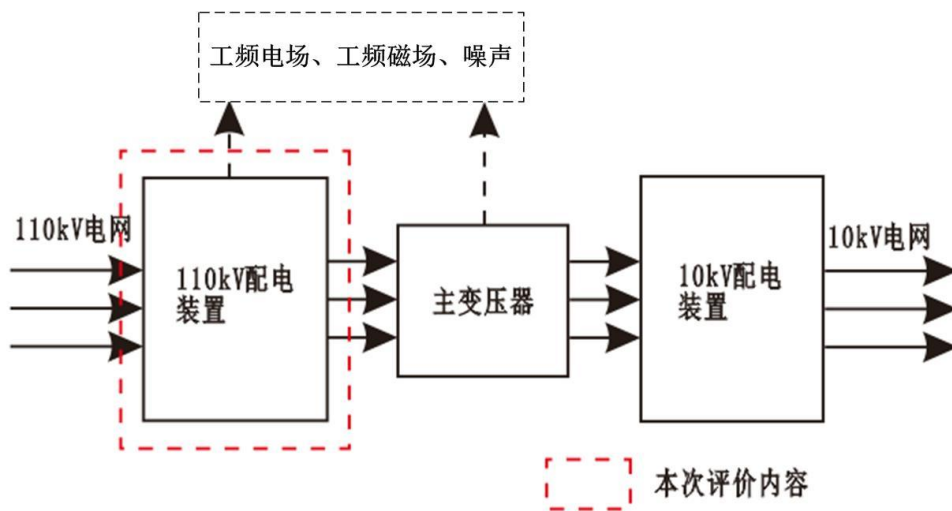 工频电场、工频磁场、噪声
110kV电网
110kV配电
装置
主变压器
10kV配电
装置
10kV电网
本次评价内容